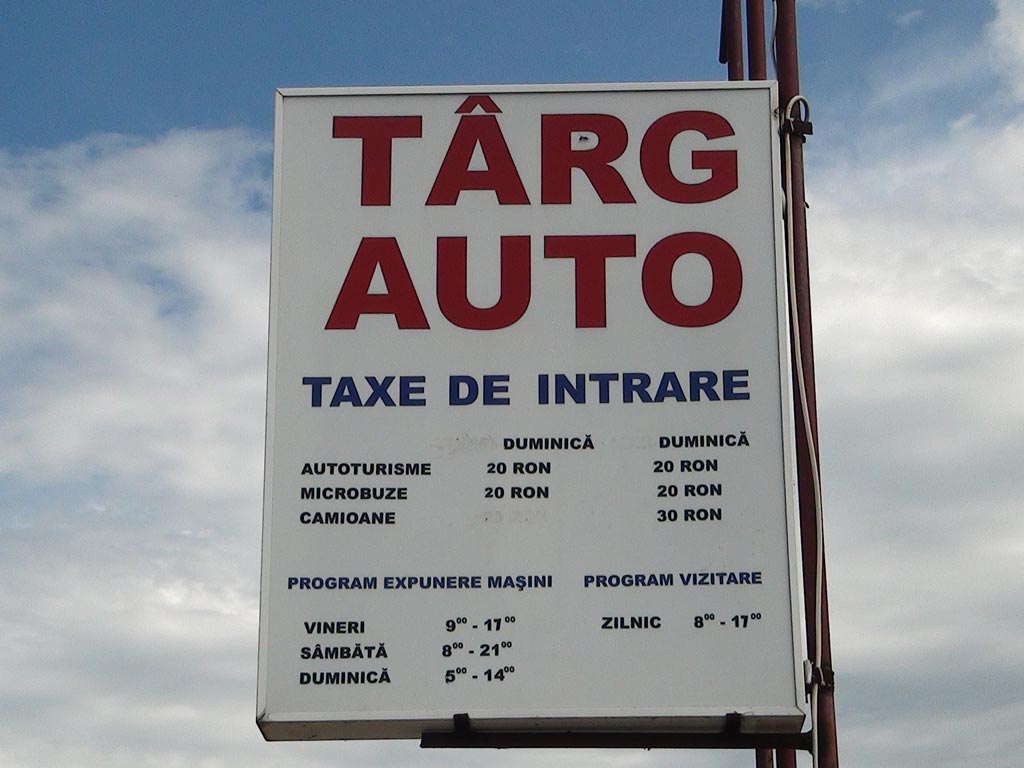 TÂRG
AUTO
TAXE DE INTRARE
DUMINICĂ DUMINICĂ
AUTOTURISME 20 RON 20 RON
MICROBUZE 20 RON 20 RON
CAMIOANE 30 RON
PROGRAM EXPUNERE MAŞINI PROGRAM VIZITARE
VINERI 9⁰⁰ - 17⁰⁰ ZILNIC 8⁰⁰ - 17⁰⁰
SÂMBĂTĂ 8⁰⁰ - 21⁰⁰
DUMINICĂ 5⁰⁰ - 14⁰⁰